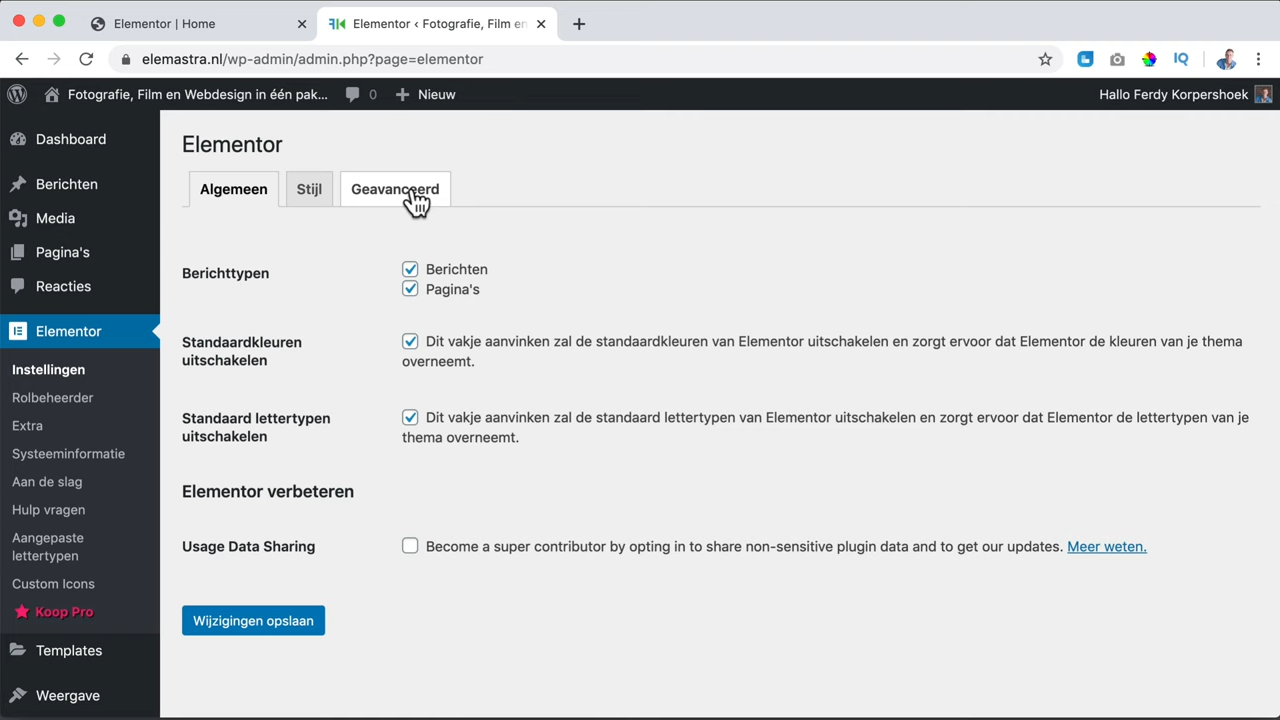 Elementor | Home
Elementor ‹ Fotografie, Film en
elemastra.nl/wp-admin/admin.php?page=elementor
IQ
Fotografie, Film en Webdesign in één pak...
0
Nieuw
Hallo Ferdy Korpershoek
Dashboard
Berichten
Media
Pagina's
Reacties
Elementor
Instellingen
Rolbeheerder
Extra
Systeeminformatie
Aan de slag
Hulp vragen
Aangepaste
lettertypen
Custom Icons
Koop Pro
Templates
Weergave
Elementor
Algemeen
Stijl
Geavanceerd
Berichttypen
Berichten
Pagina's
Standaardkleuren
uitschakelen
Dit vakje aanvinken zal de standaardkleuren van Elementor uitschakelen en zorgt ervoor dat Elementor de kleuren van je thema
overneemt.
Standaard lettertypen
uitschakelen
Dit vakje aanvinken zal de standaard lettertypen van Elementor uitschakelen en zorgt ervoor dat Elementor de lettertypen van je
thema overneemt.
Elementor verbeteren
Usage Data Sharing
Become a super contributor by opting in to share non-sensitive plugin data and to get our updates. Meer weten.
Wijzigingen opslaan